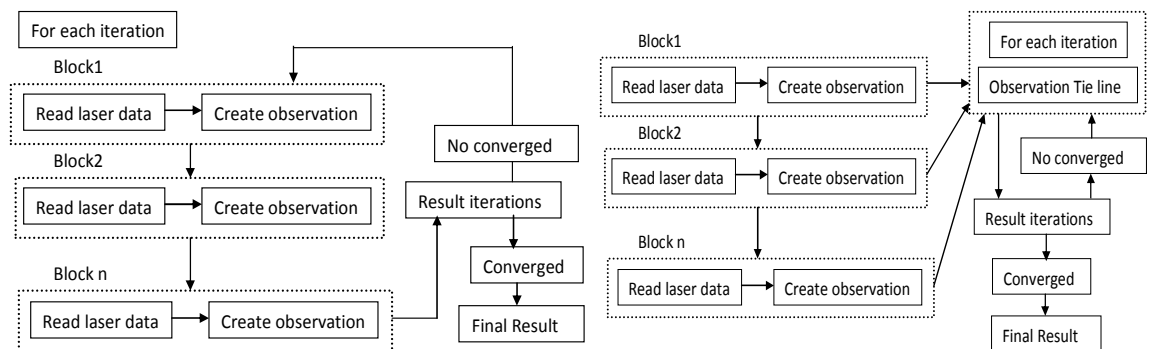 For each iteration
Block1
Read laser data
Create observation
Block2
Read laser data
Create observation
Block n
Read laser data
Create observation
No converged
Result iterations
Converged
Final Result
Block1
Read laser data
Create observation
Block2
Read laser data
Create observation
Block n
Read laser data
Create observation
For each iteration
Observation Tie line
No converged
Result iterations
Converged
Final Result